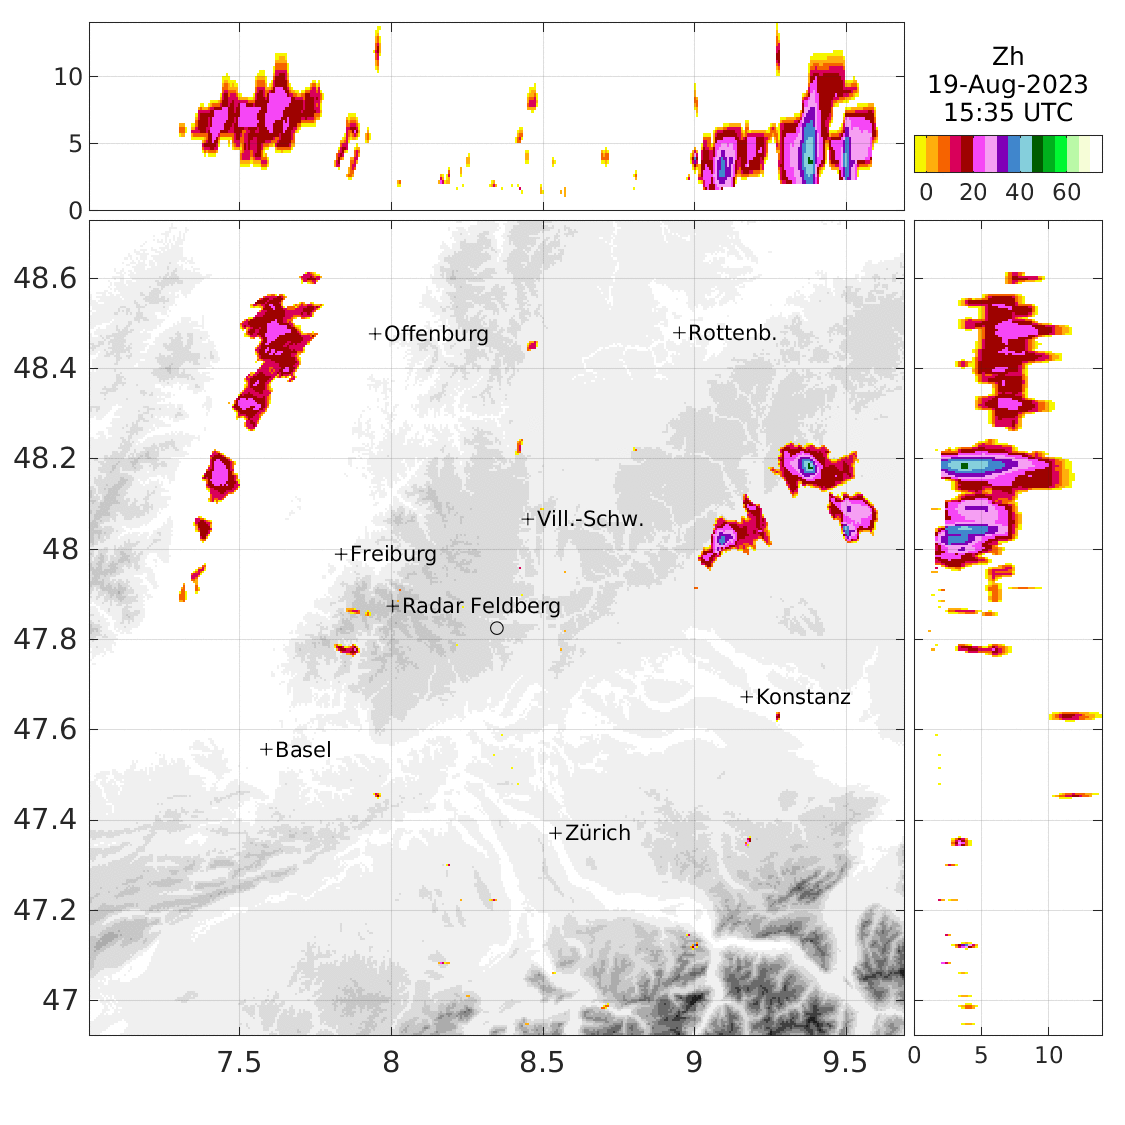 10
5
0
Zh
19-Aug-2023
15:35 UTC
0 20 40 60
48.6
48.4
48.2
48
47.8
47.6
47.4
47.2
47
+Offenburg
+Rottenb.
+Vill.-Schw.
+Freiburg
+Radar Feldberg
+Konstanz
+Basel
+Zürich
7.5 8 8.5 9 9.5
0 5 10